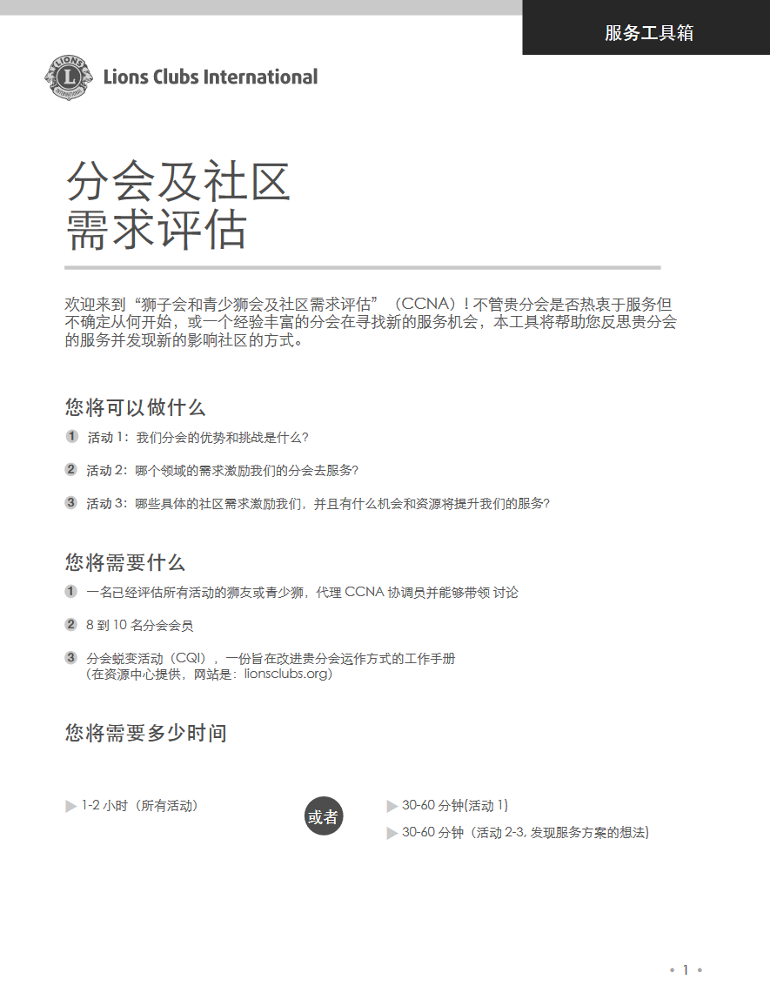 服务工具箱
LIONS
L
INTERNATIONAL
Lions Clubs International
分会及社区
需求评估
欢迎来到“狮子会和青少狮会及社区需求评估”（CCNA）! 不管贵分会是否热衷于服务但
不确定从何开始，或一个经验丰富的分会在寻找新的服务机会，本工具将帮助您反思贵分会
的服务并发现新的影响社区的方式。
您将可以做什么
1 活动 1：我们分会的优势和挑战是什么?
2 活动 2：哪个领域的需求激励我们的分会去服务?
3 活动 3：哪些具体的社区需求激励我们，并且有什么机会和资源将提升我们的服务?
您将需要什么
1 一名已经评估所有活动的狮友或青少狮，代理 CCNA 协调员并能够带领 讨论
2 8 到 10 名分会会员
3 分会蜕变活动（CQI），一份旨在改进贵分会运作方式的工作手册
（在资源中心提供，网站是：lionsclubs.org）
您将需要多少时间
▶ 1-2 小时（所有活动）
或者
▶ 30-60 分钟(活动 1)
▶ 30-60 分钟（活动 2-3, 发现服务方案的想法)
• 1 •